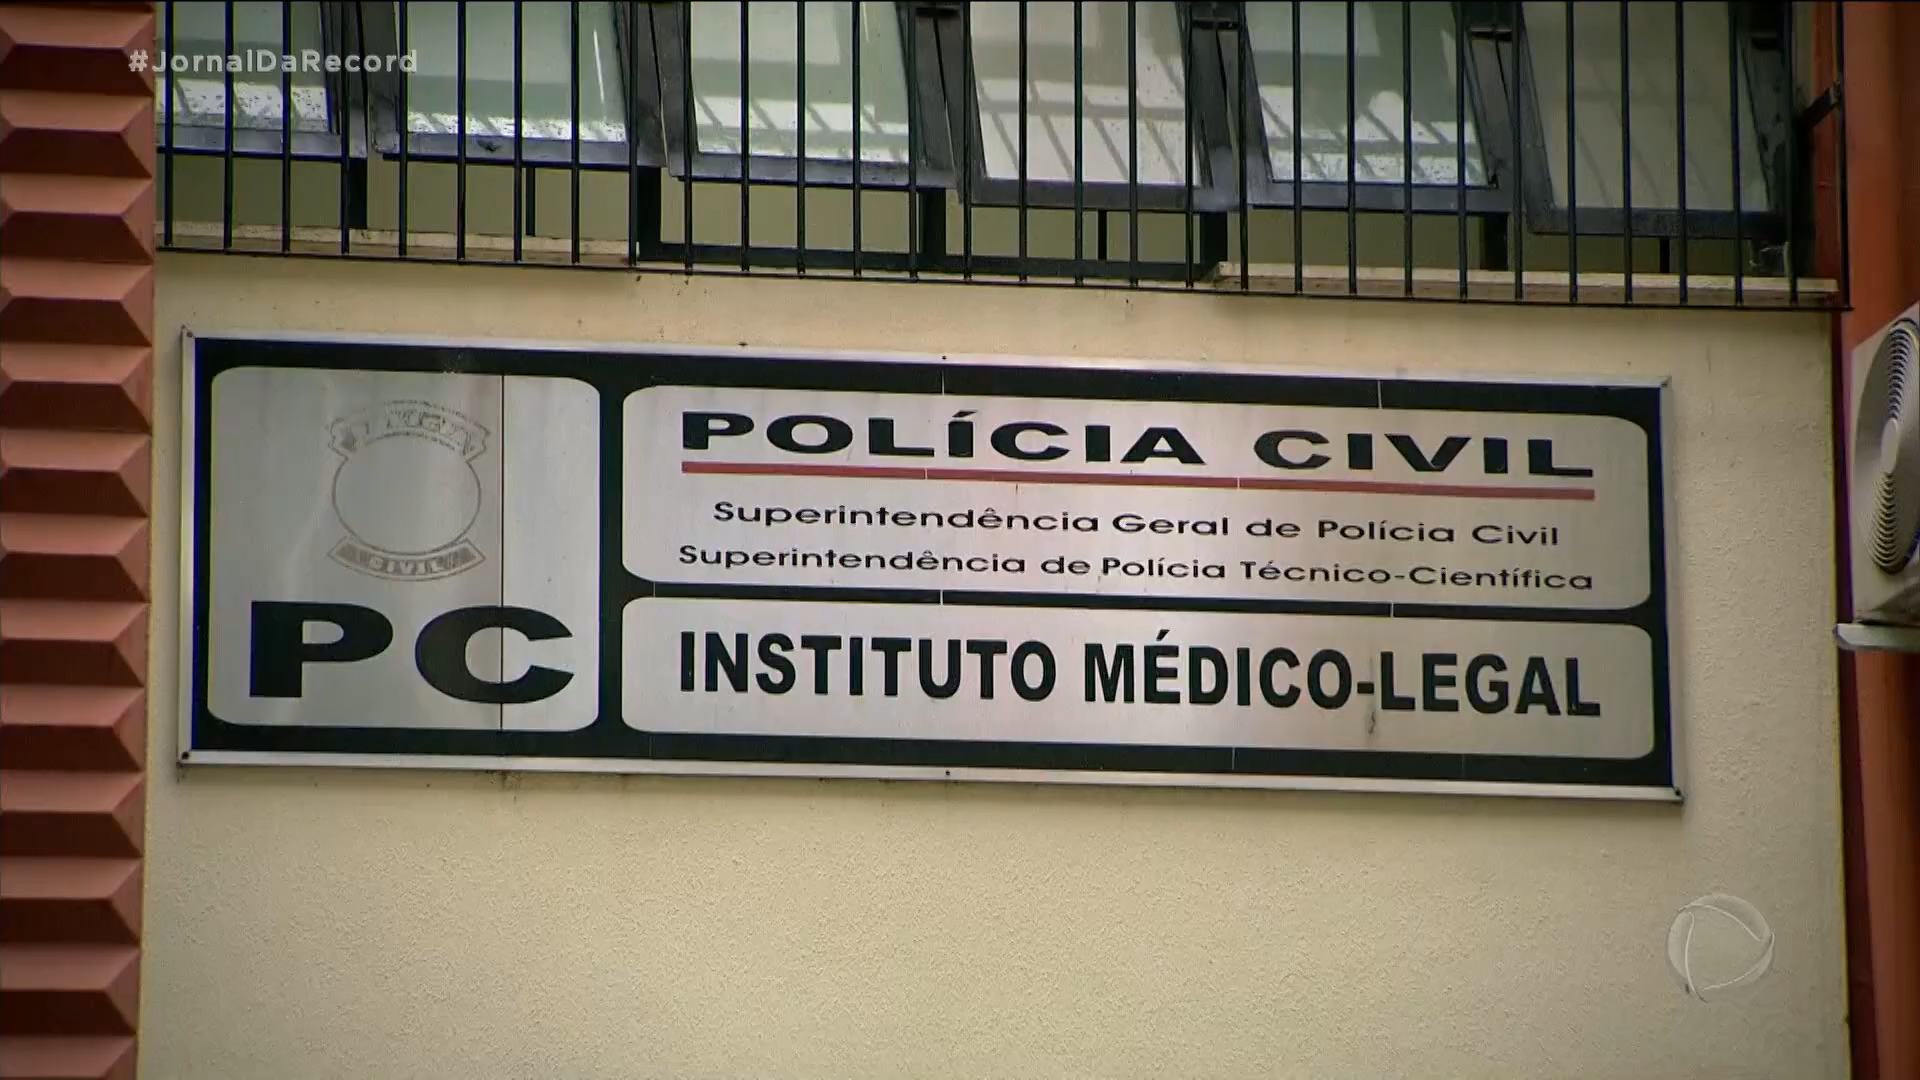 #JornalDaRecord
POLÍCIA CIVIL
Superintendência Geral de Polícia Civil
Superintendência de Polícia Técnico-Científica
CIVIL
PC
INSTITUTO MÉDICO-LEGAL